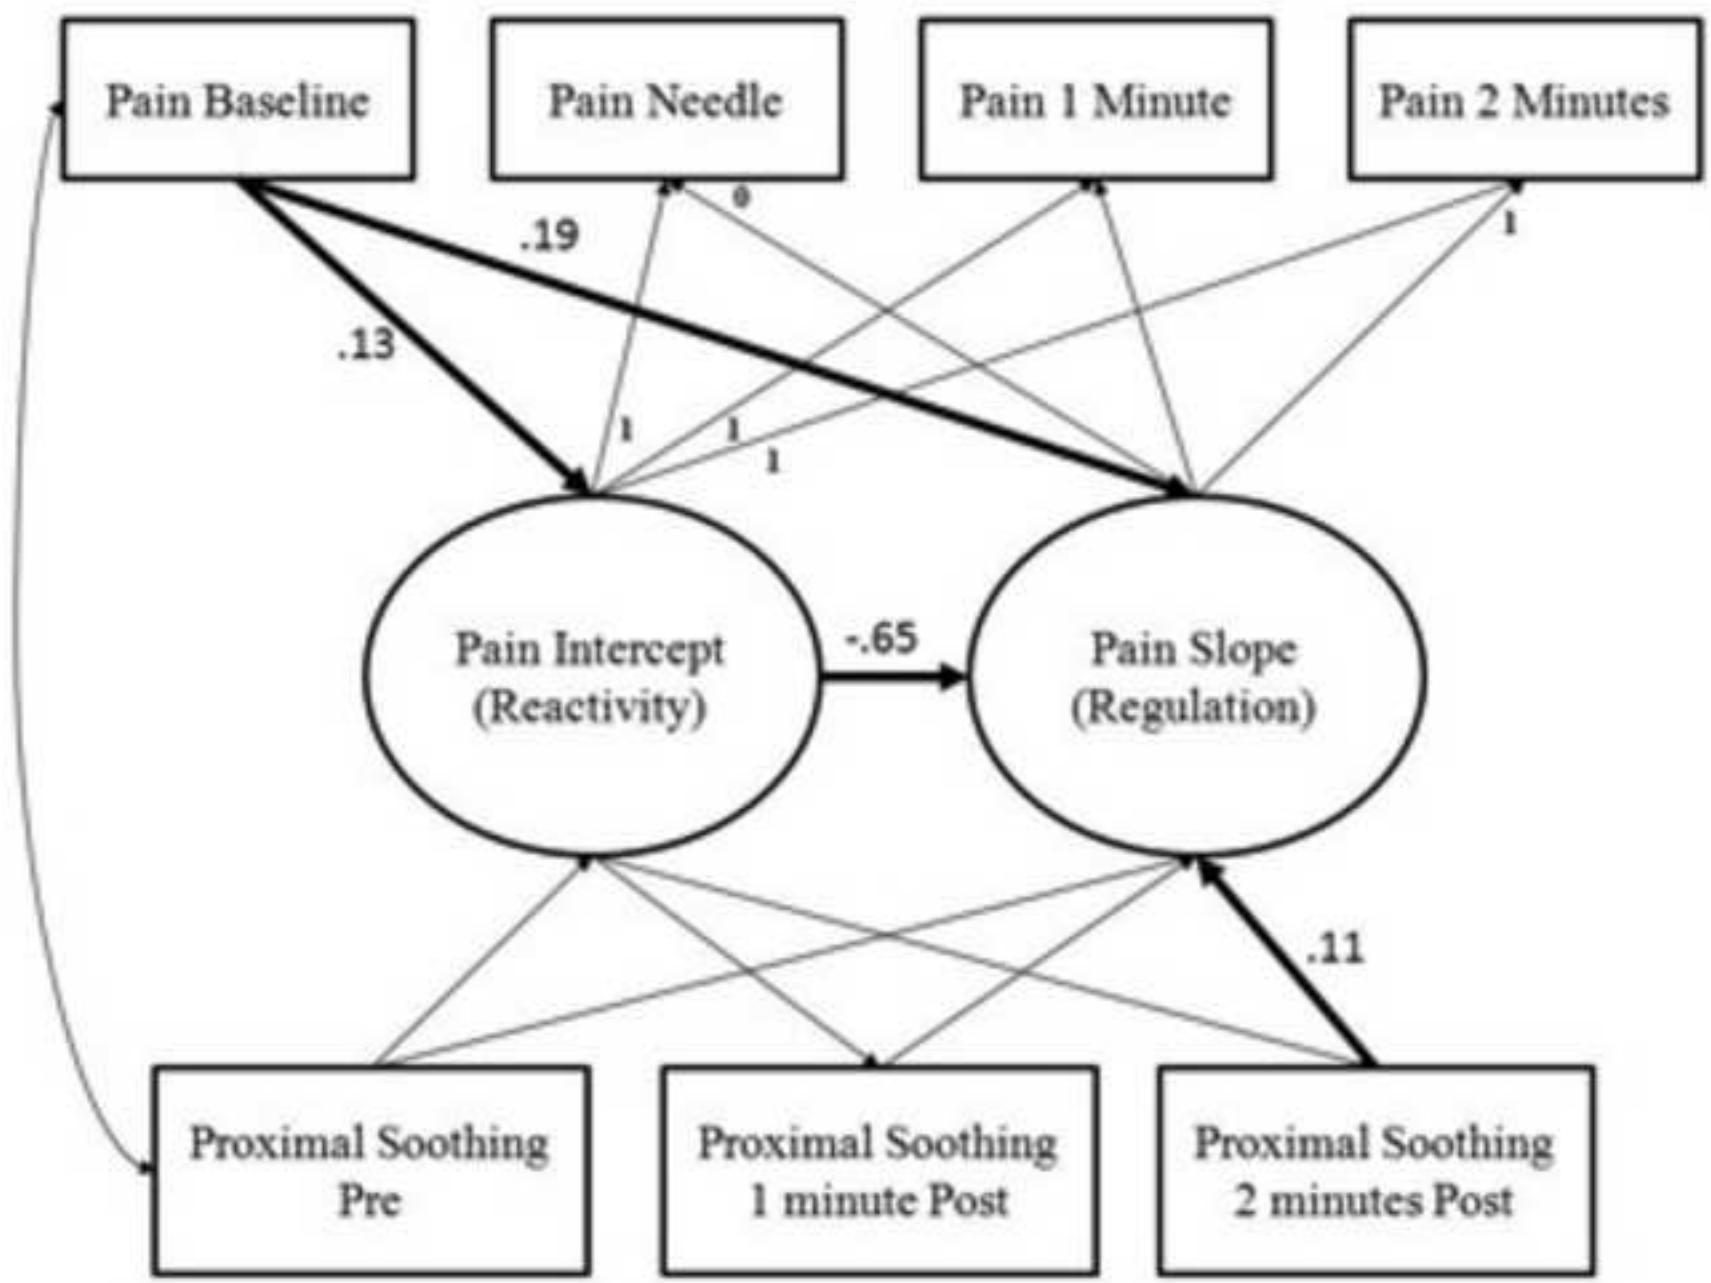 Pain Baseline
Pain Needle
Pain 1 Minute
Pain 2 Minutes
0
1
.19
.13
1
1
1
Pain Intercept
(Reactivity)
-.65
Pain Slope
(Regulation)
.11
Proximal Soothing
Pre
Proximal Soothing
1 minute Post
Proximal Soothing
2 minutes Post